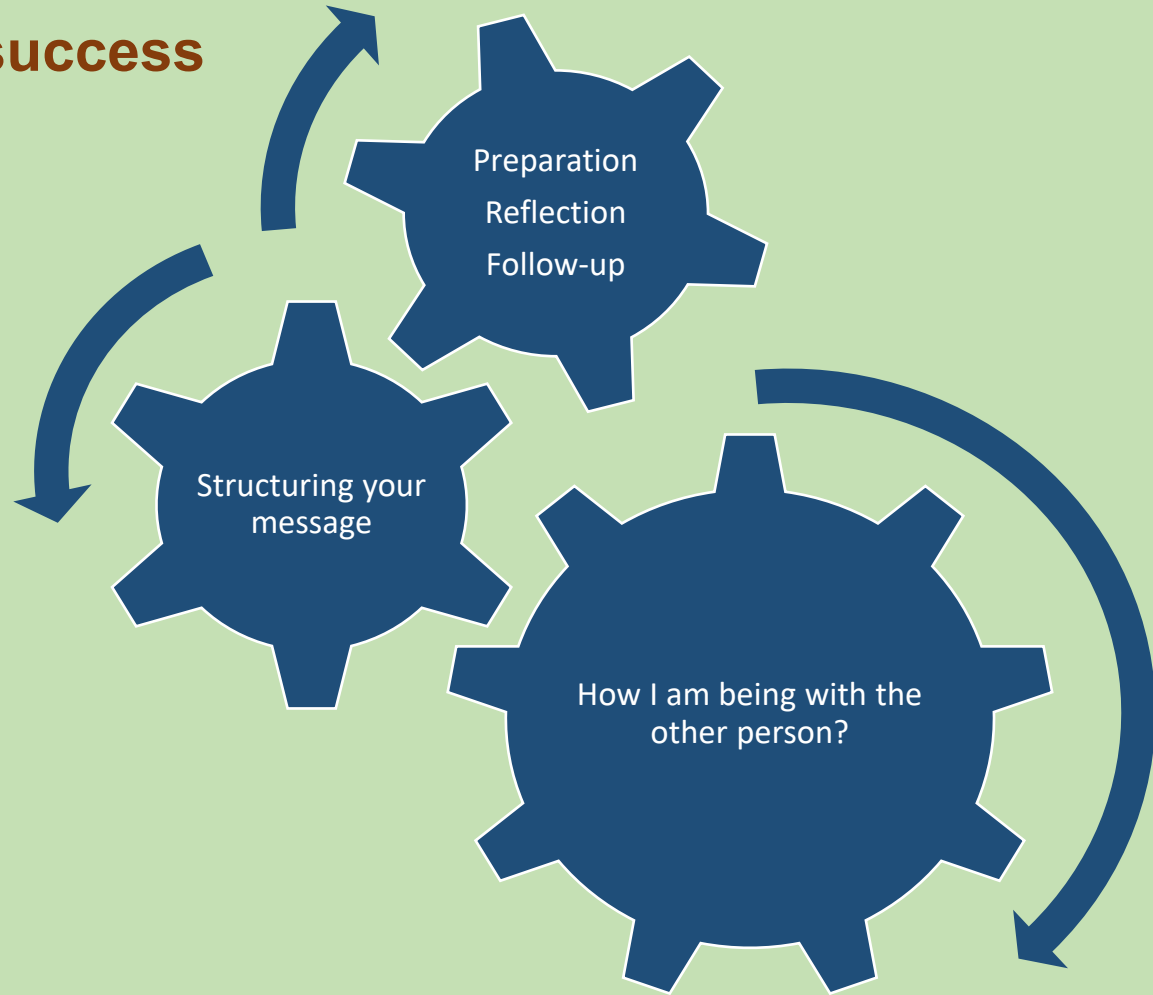 success
Preparation
Reflection
Follow-up
Structuring your
message
How I am being with the
other person?